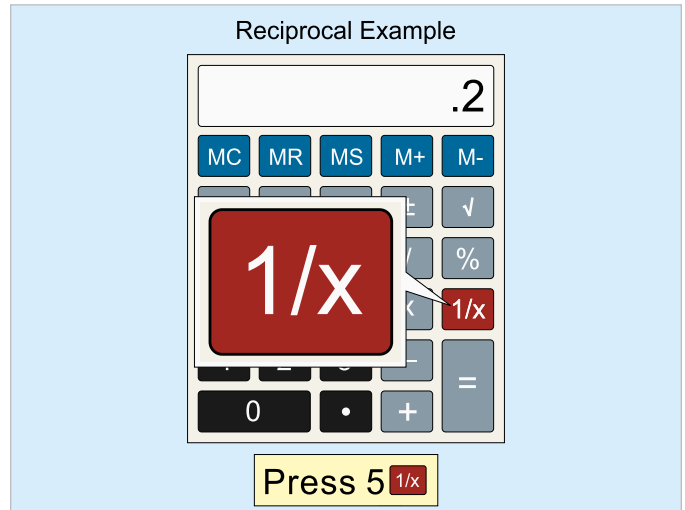 Reciprocal Example
.2
MC MR MS M+ M-
√
%
1/x
1/x
=
0 • +
Press 5 1/x